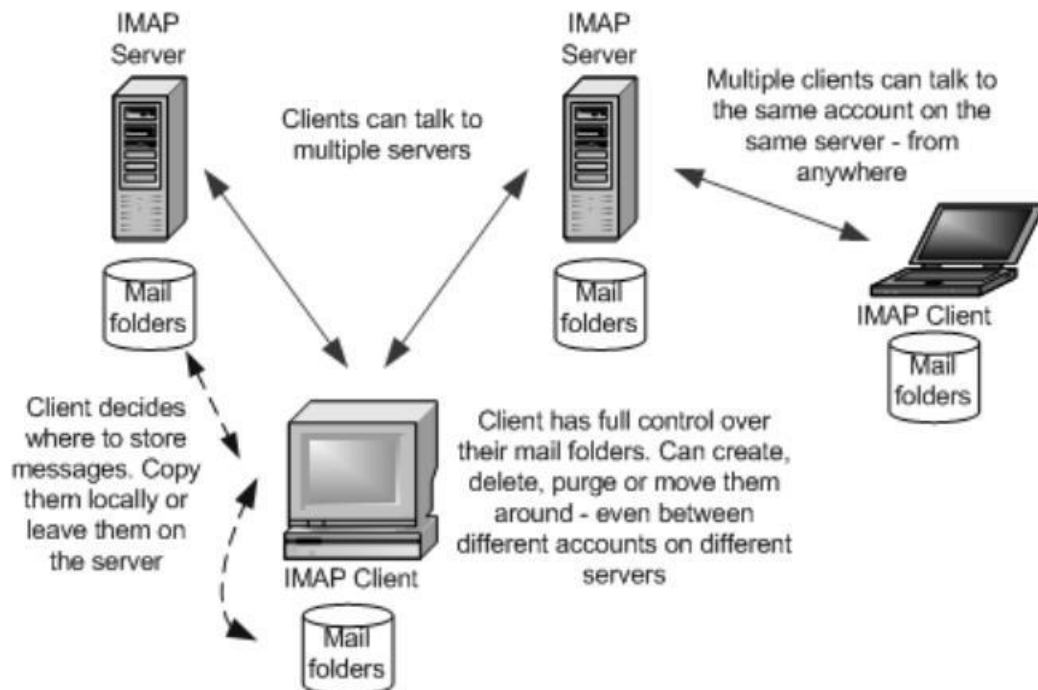 IMAP
Server
IMAP
Server
Clients can talk to
multiple servers
Multiple clients can talk to
the same account on the
same server - from
anywhere
Mail
folders
Mail
folders
IMAP Client
Mail
folders
Client decides
where to store
messages. Copy
them locally or
leave them on
the server
Client has full control over
their mail folders. Can create,
delete, purge or move them
around - even between
different accounts on different
servers
IMAP Client
Mail
folders